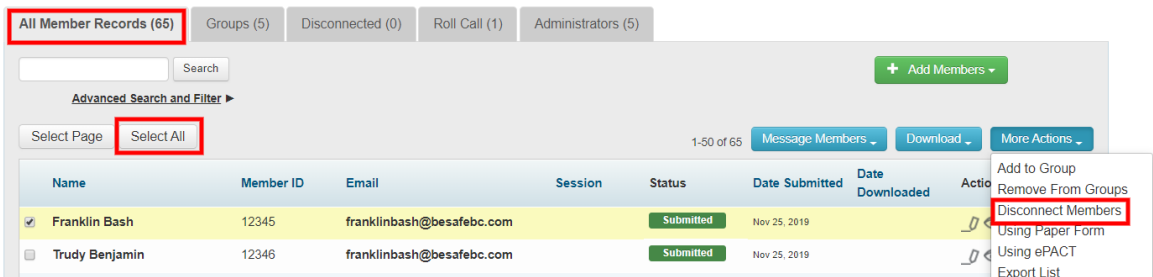 All Member Records (65) Groups (5) Disconnected (0) Roll Call (1) Administrators (5)
Search + Add Members
Advanced Search and Filter ▶
Select Page Select All 1-50 of 65 Message Members Download More Actions
Name Member ID Email Session Status Date Submitted Date Downloaded
Franklin Bash 12345 franklinbash@besafebc.com Submitted Nov 25, 2019
Trudy Benjamin 12346 franklinbash@besafebc.com Submitted Nov 25, 2019
Add to Group
Remove From Groups
Disconnect Members
Using Paper Form
Using ePACT
Export List